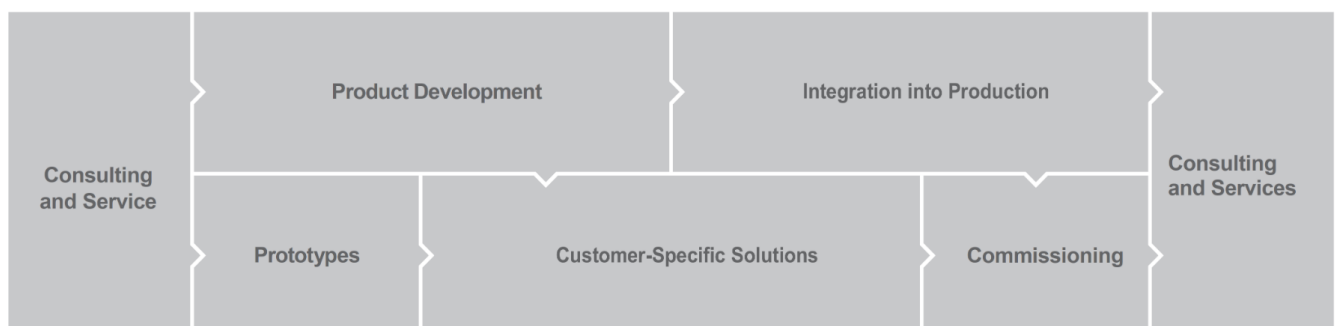 Consulting
and Service
Product Development
Integration into Production
Prototypes
Customer-Specific Solutions
Commissioning
Consulting
and Services